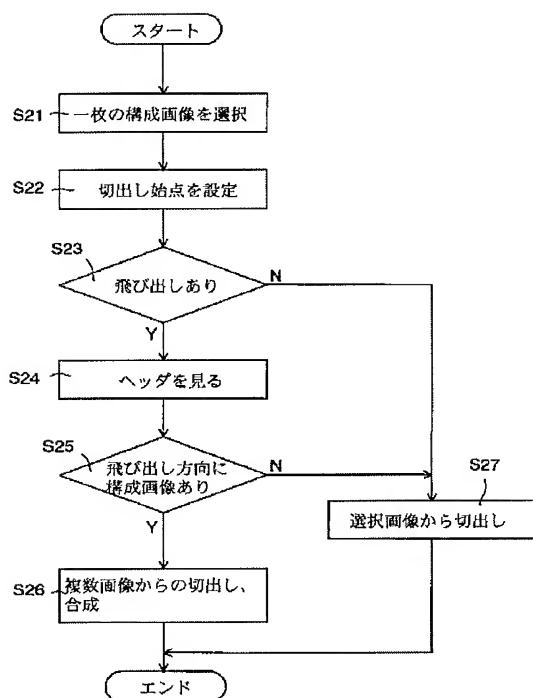 スタート
S21
一枚の構成画像を選択
S22
切出し始点を設定
S23
飛び出しあり
N
Y
S24
ヘッダを見る
S25
飛び出し方向に
構成画像あり
N
Y
S27
選択画像から切出し
S26
複数画像からの切出し、
合成
エンド